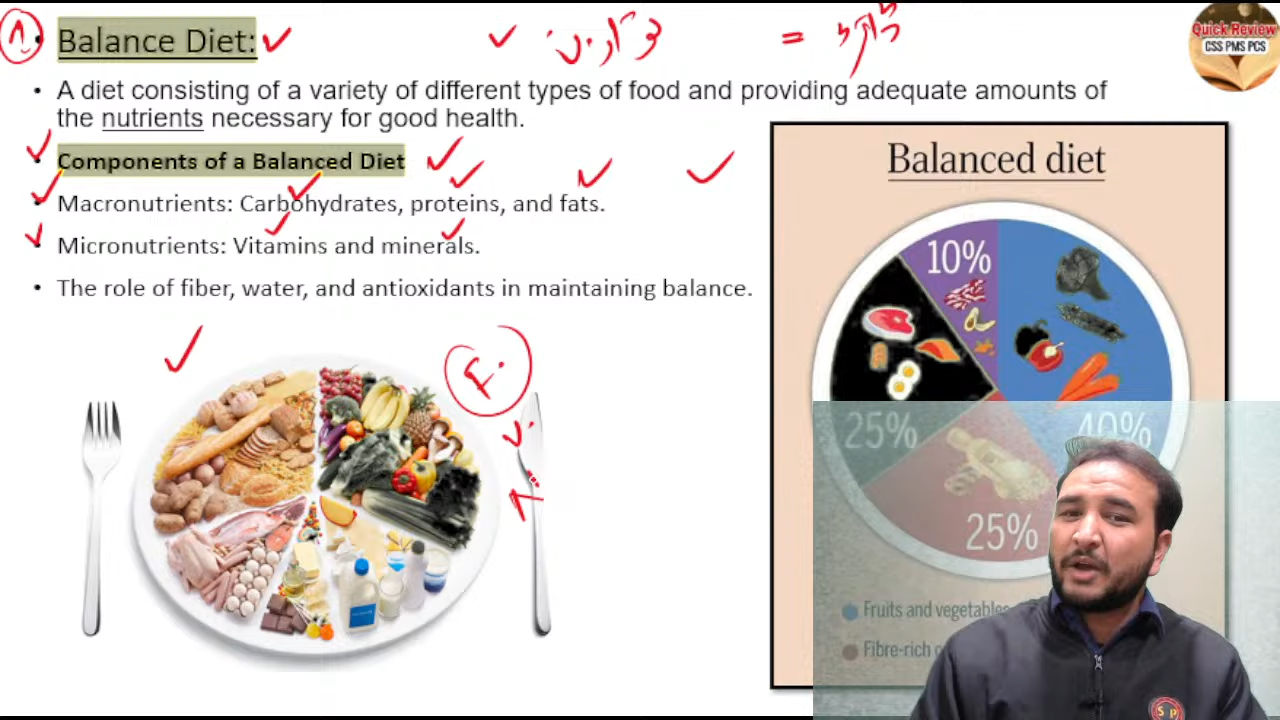 Balance Diet:
Quick Review
CSS PMS PCS
• A diet consisting of a variety of different types of food and providing adequate amounts of
the nutrients necessary for good health.
• Components of a Balanced Diet
• Macronutrients: Carbohydrates, proteins, and fats.
• Micronutrients: Vitamins and minerals.
• The role of fiber, water, and antioxidants in maintaining balance.
Balanced diet
10%
25%
40%
25%
Fruits and vegetables
Fibre-rich